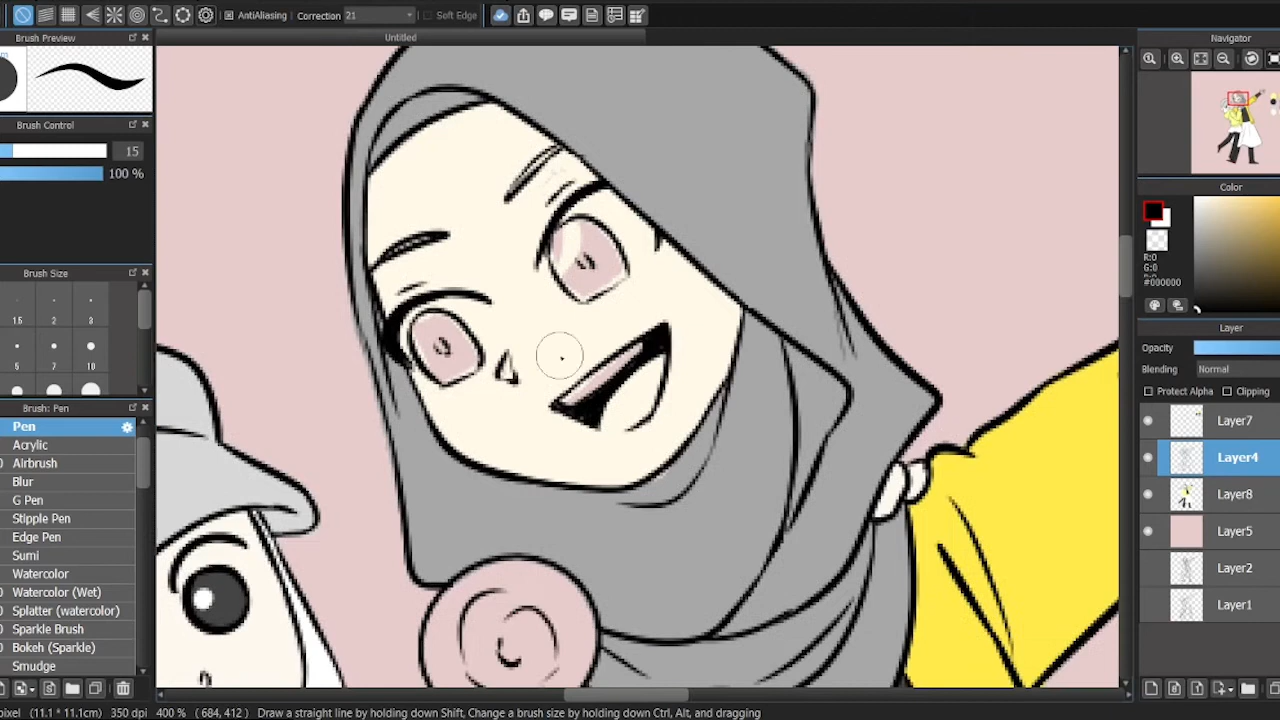 AntiAliasing Correction 21 Soft Edge
Untitled
Brush Preview
Brush Control
15
100 %
Brush Size
1.5 2 3
5 7 10
Brush: Pen
Pen
Acrylic
Airbrush
Blur
G Pen
Stipple Pen
Edge Pen
Sumi
Watercolor
Watercolor (Wet)
Splatter (watercolor)
Sparkle Brush
Bokeh (Sparkle)
Smudge
Navigator
Color
R:0
G:0
B:0
#000000
Layer
Opacity
Blending Normal
Protect Alpha Clipping
Layer7
Layer4
Layer8
Layer5
Layer2
Layer1
pixel (11.1 * 11.1cm) 350 dpi 400 % ( 684, 412 ) Draw a straight line by holding down Shift, Change a brush size by holding down Ctrl, Alt, and dragging